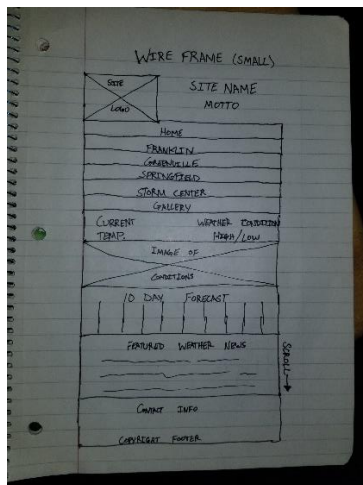 WIRE FRAME (SMALL)
SITE LOGO
SITE NAME
MOTTO
HOME
FRANKLIN
GREENVILLE
SPRINGFIELD
STORM CENTER
GALLERY
CURRENT TEMP.
WEATHER CONDITION
HIGH/LOW
IMAGE OF
CONDITIONS
10 DAY FORECAST
FEATURED WEATHER NEWS
SCROLL
CONTACT INFO
COPYRIGHT FOOTER